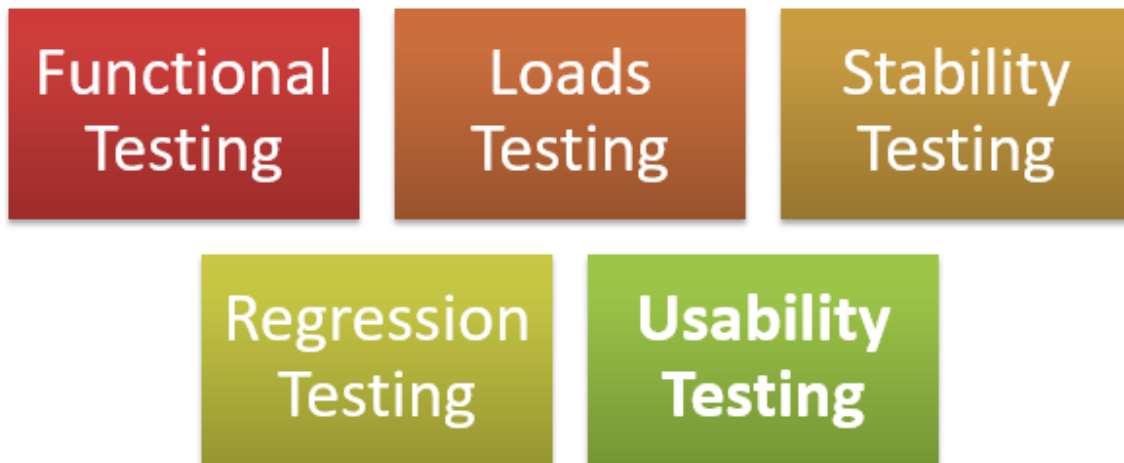 Functional
Testing
Loads
Testing
Stability
Testing
Regression
Testing
Usability
Testing